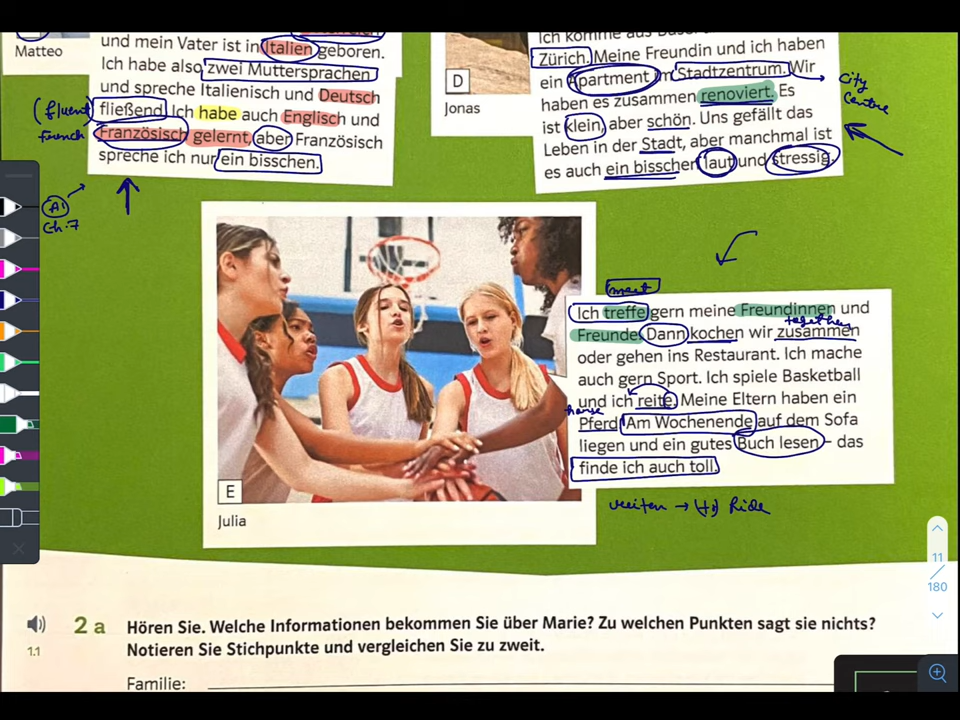 Matteo
und mein Vater ist in Italien geboren.
Ich habe also zwei Muttersprachen
und spreche Italienisch und Deutsch
fließend. Ich habe auch Englisch und
Französisch gelernt, aber Französisch
spreche ich nur ein bisschen.
(fluent
french
A1
Ch: 7
D
Jonas
Zürich. Meine Freundin und ich haben
ein Apartment im Stadtzentrum. Wir
haben es zusammen renoviert. Es
ist klein, aber schön. Uns gefällt das
Leben in der Stadt, aber manchmal ist
es auch ein bisschen laut und stressig.
City
Centre
E
Julia
meet
Ich treffe gern meine Freundinnen und
together
Freunde. Dann kochen wir zusammen
oder gehen ins Restaurant. Ich mache
auch gern Sport. Ich spiele Basketball
und ich reite. Meine Eltern haben ein
horse
Pferd. Am Wochenende auf dem Sofa
liegen und ein gutes Buch lesen – das
finde ich auch toll.
reiten → to Ride
11
180
1.1
2 a
Hören Sie. Welche Informationen bekommen Sie über Marie? Zu welchen Punkten sagt sie nichts?
Notieren Sie Stichpunkte und vergleichen Sie zu zweit.
Familie: